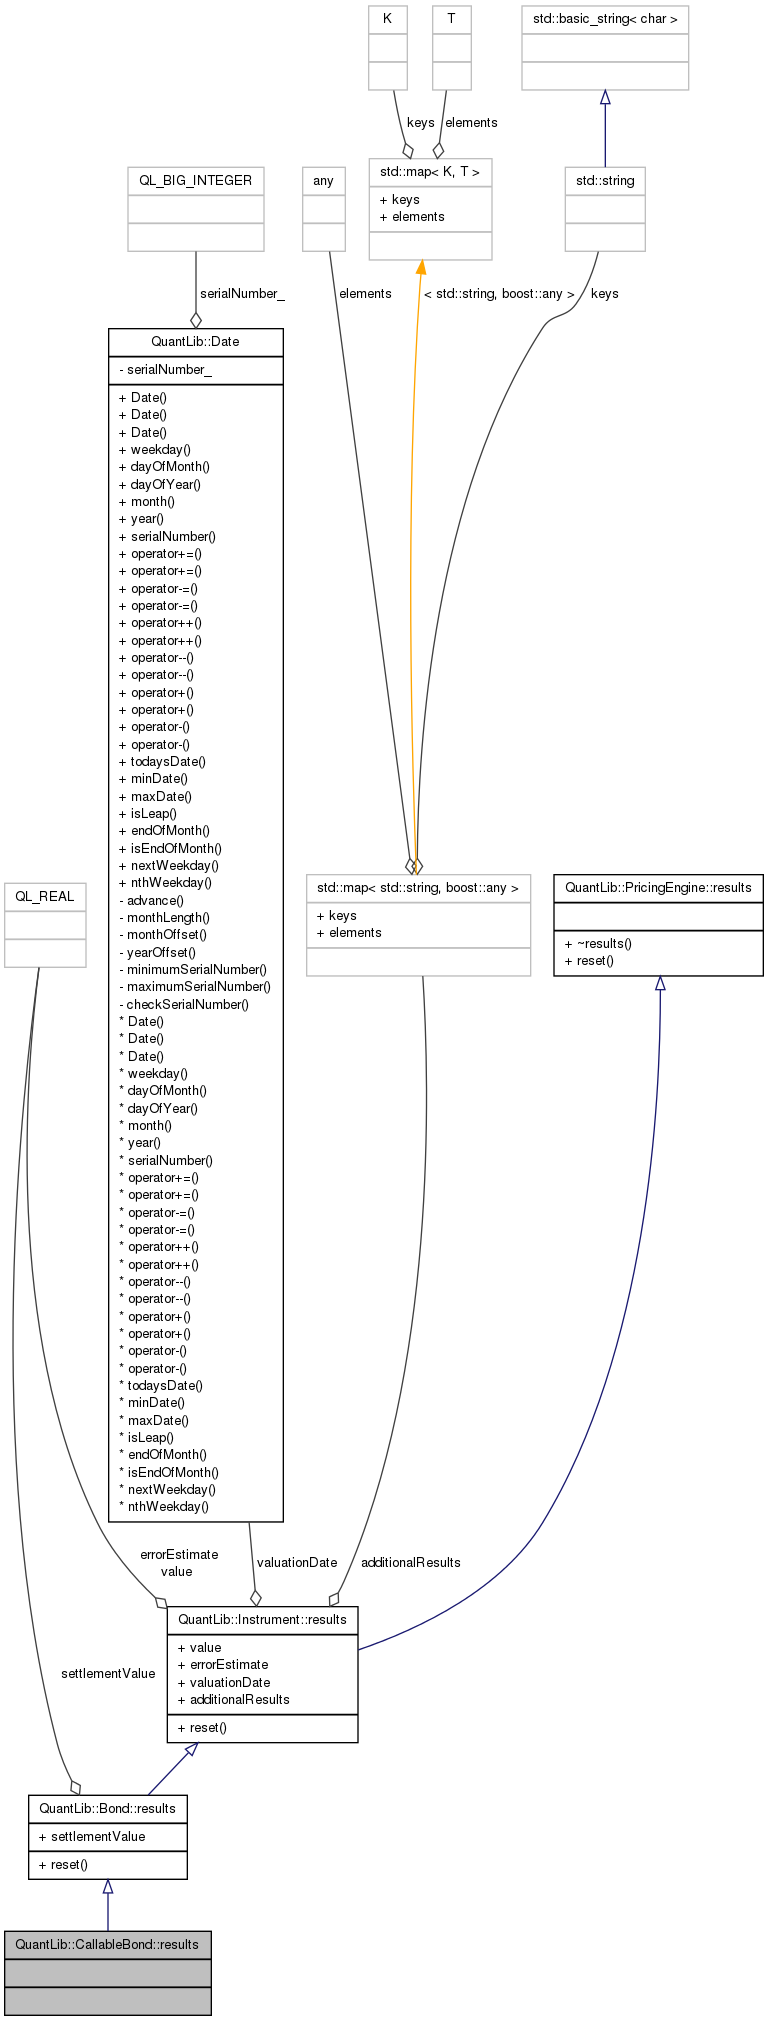 K
T
std::basic_string< char >
keys
elements
QL_BIG_INTEGER
any
std::map< K, T >
+ keys
+ elements
std::string
serialNumber_
elements
< std::string, boost::any >
keys
QuantLib::Date
- serialNumber_
+ Date()
+ Date()
+ Date()
+ weekday()
+ dayOfMonth()
+ dayOfYear()
+ month()
+ year()
+ serialNumber()
+ operator+=()
+ operator+=()
+ operator-=()
+ operator-=()
+ operator++()
+ operator++()
+ operator--()
+ operator--()
+ operator+()
+ operator+()
+ operator-()
+ operator-()
+ todaysDate()
+ minDate()
+ maxDate()
+ isLeap()
+ endOfMonth()
+ isEndOfMonth()
+ nextWeekday()
+ nthWeekday()
- advance()
- monthLength()
- monthOffset()
- yearOffset()
- minimumSerialNumber()
- maximumSerialNumber()
- checkSerialNumber()
* Date()
* Date()
* Date()
* weekday()
* dayOfMonth()
* dayOfYear()
* month()
* year()
* serialNumber()
* operator+=()
* operator+=()
* operator-=()
* operator-=()
* operator++()
* operator++()
* operator--()
* operator--()
* operator+()
* operator+()
* operator-()
* operator-()
* todaysDate()
* minDate()
* maxDate()
* isLeap()
* endOfMonth()
* isEndOfMonth()
* nextWeekday()
* nthWeekday()
QL_REAL
std::map< std::string, boost::any >
+ keys
+ elements
QuantLib::PricingEngine::results
+ ~results()
+ reset()
errorEstimate
value
valuationDate
additionalResults
QuantLib::Instrument::results
+ value
+ errorEstimate
+ valuationDate
+ additionalResults
+ reset()
settlementValue
QuantLib::Bond::results
+ settlementValue
+ reset()
QuantLib::CallableBond::results